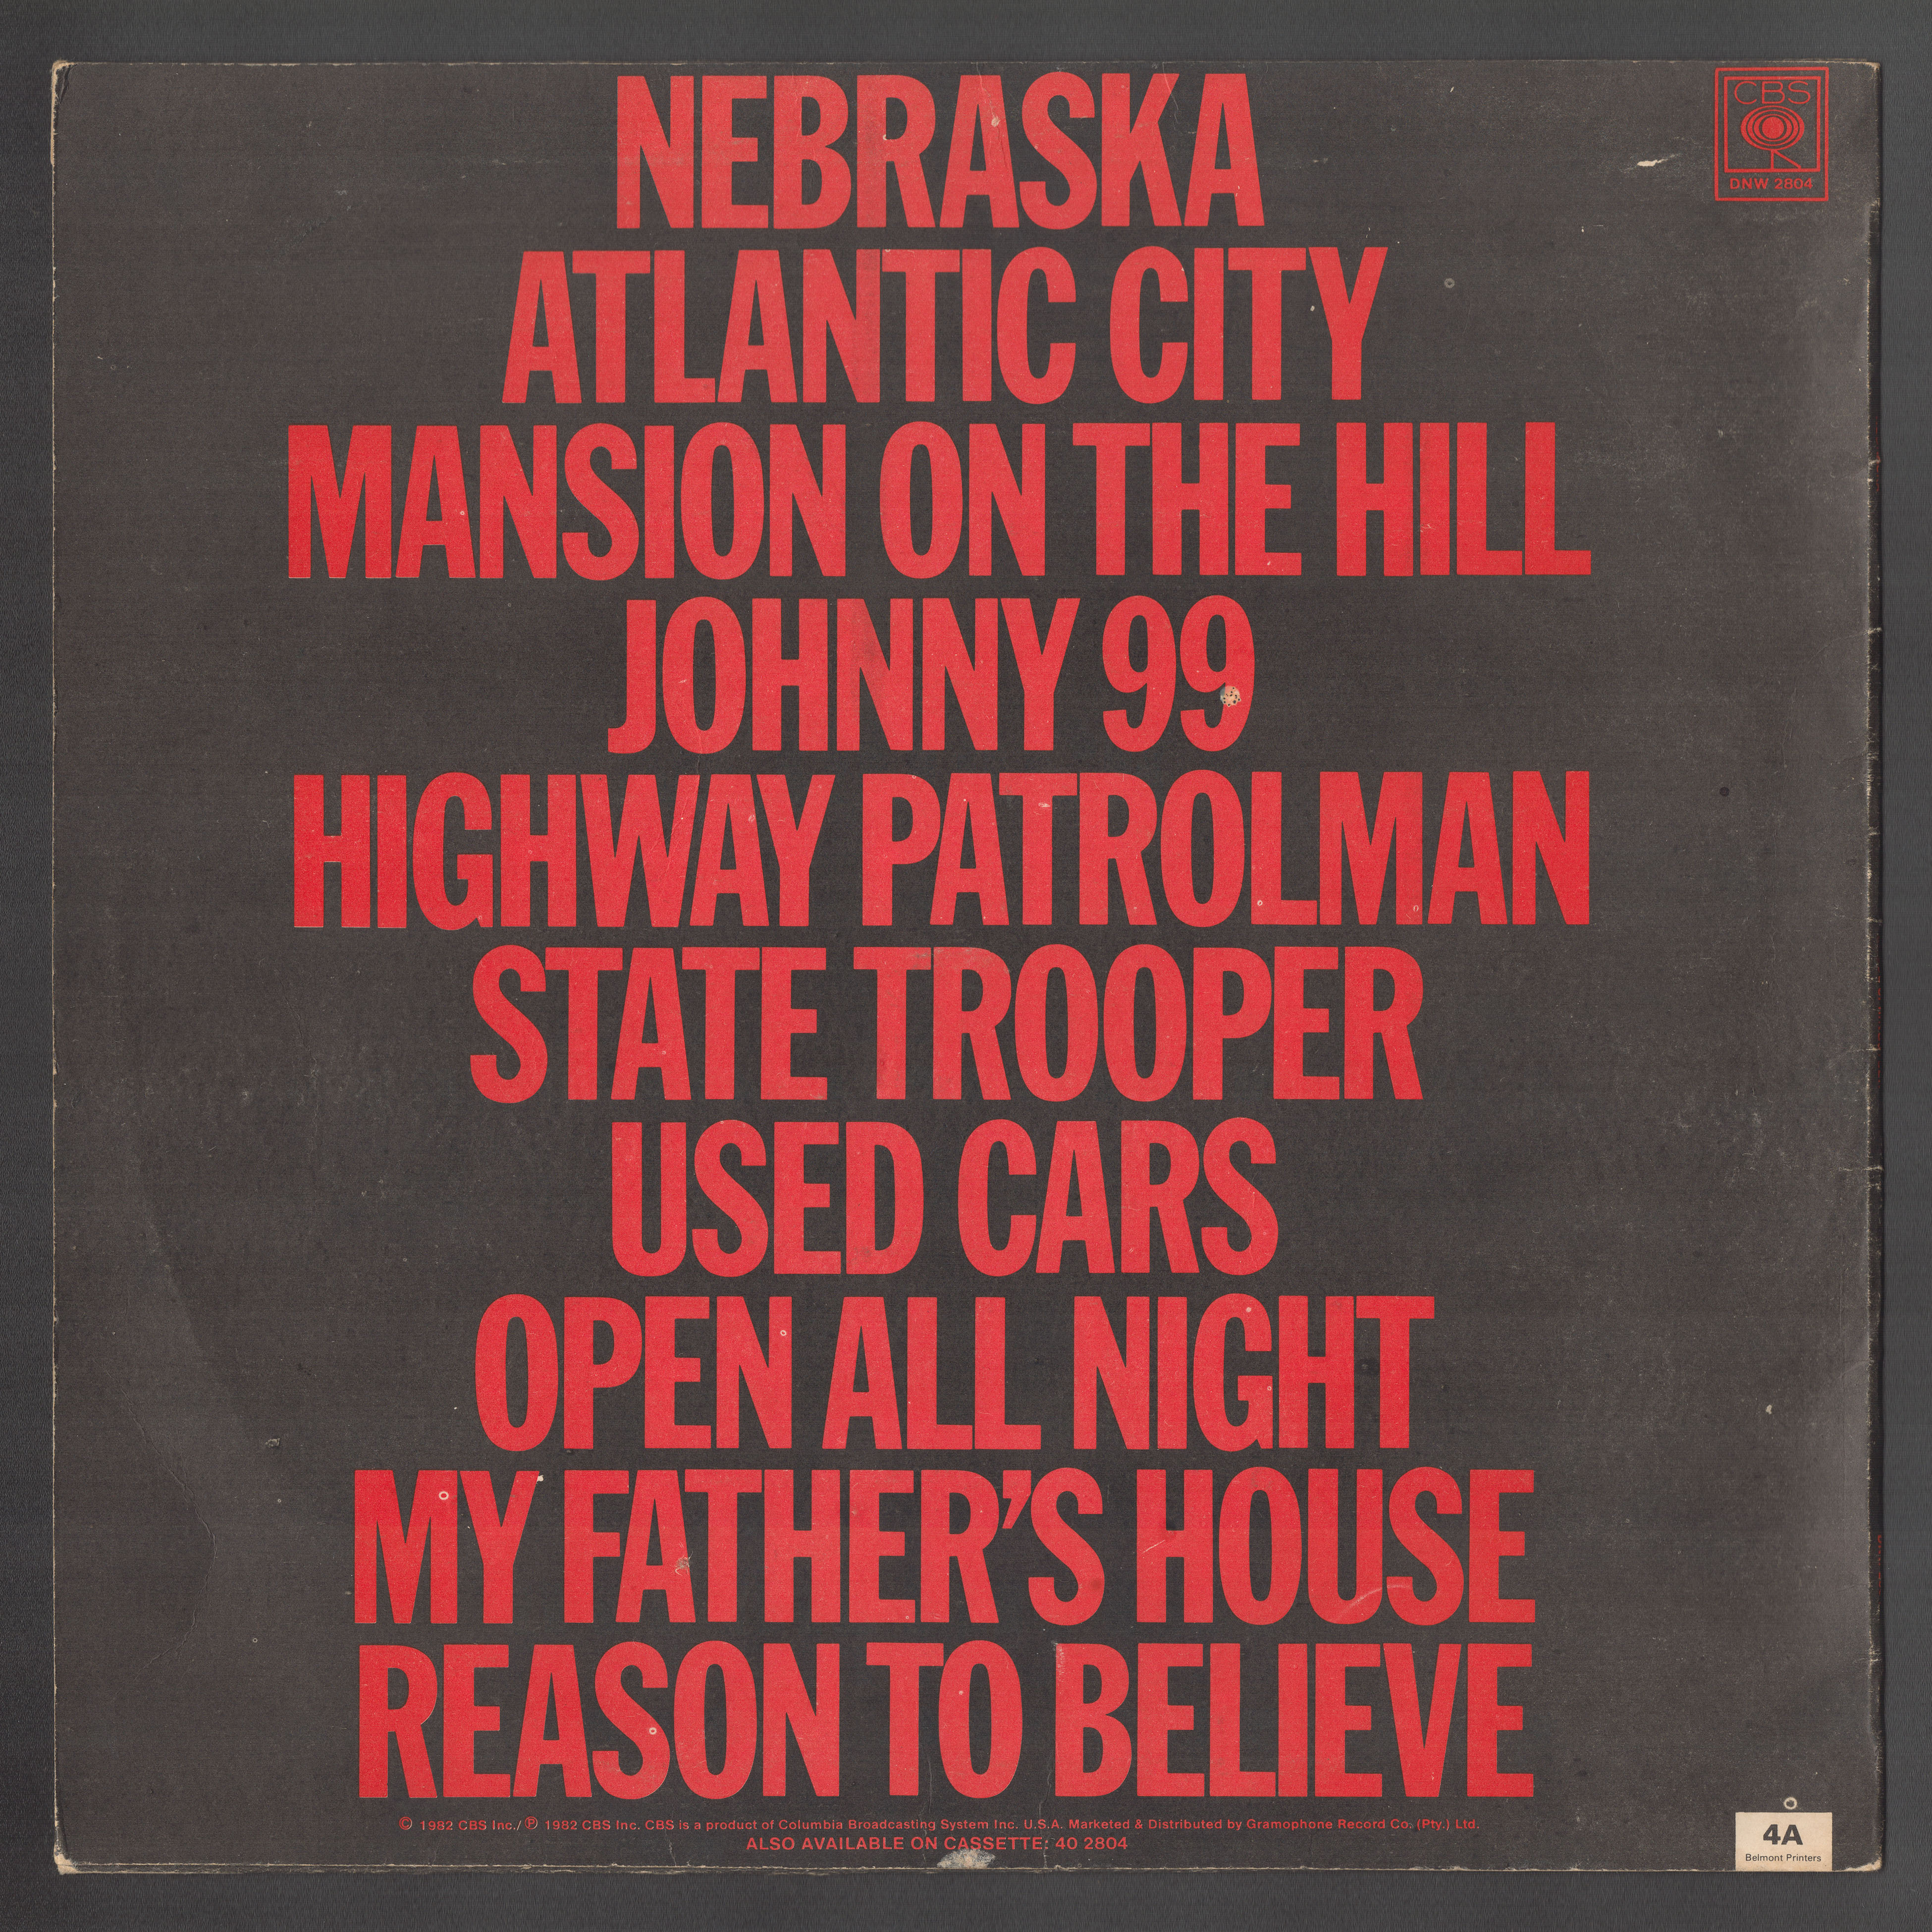 NEBRASKA
CBS
DNW 2804
ATLANTIC CITY
MANSION ON THE HILL
JOHNNY 99
HIGHWAY PATROLMAN
STATE TROOPER
USED CARS
OPEN ALL NIGHT
MY FATHER'S HOUSE
REASON TO BELIEVE
© 1982 CBS Inc./ ℗ 1982 CBS Inc. CBS is a product of Columbia Broadcasting System Inc. U.S.A. Marketed & Distributed by Gramophone Record Co. (Pty.) Ltd.
ALSO AVAILABLE ON CASSETTE: 40 2804
4A
Belmont Printers